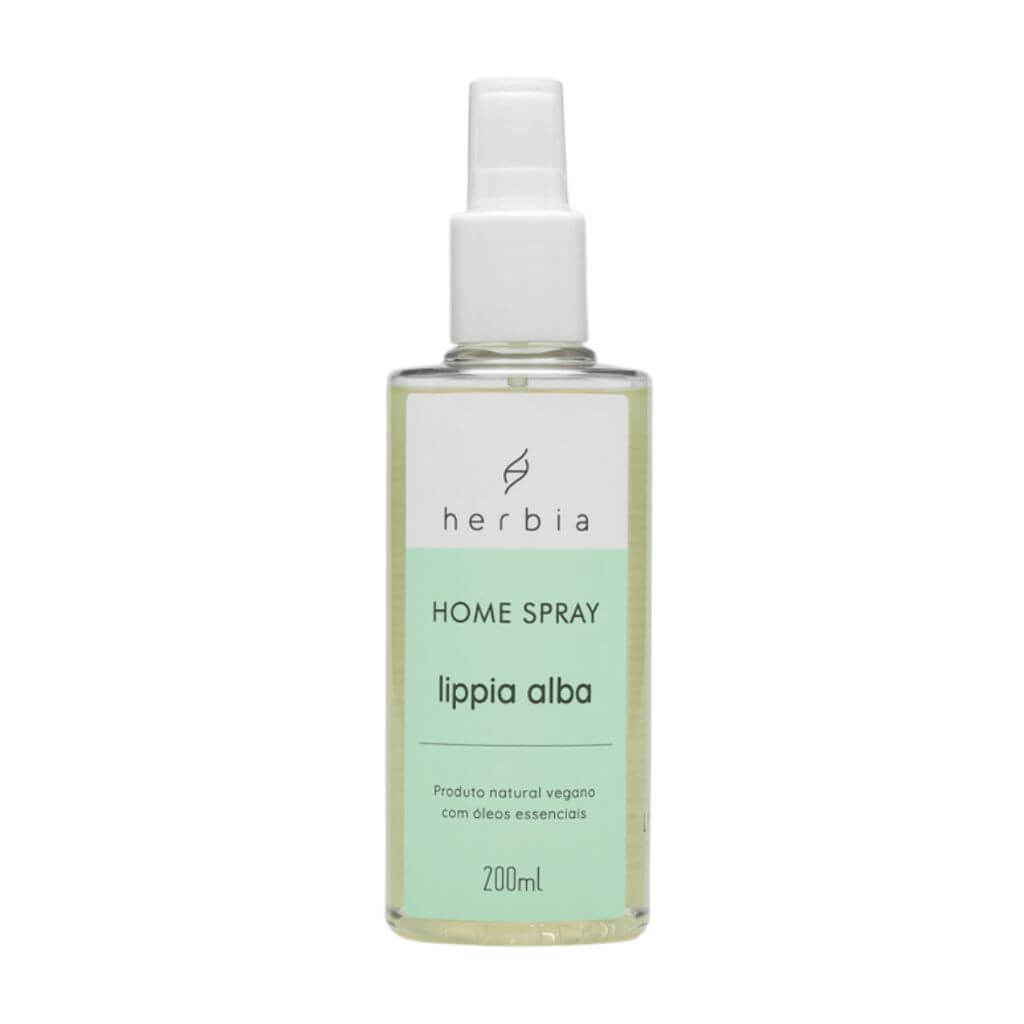 herbia
HOME SPRAY
lippia alba
Produto natural vegano
com óleos essenciais
200ml